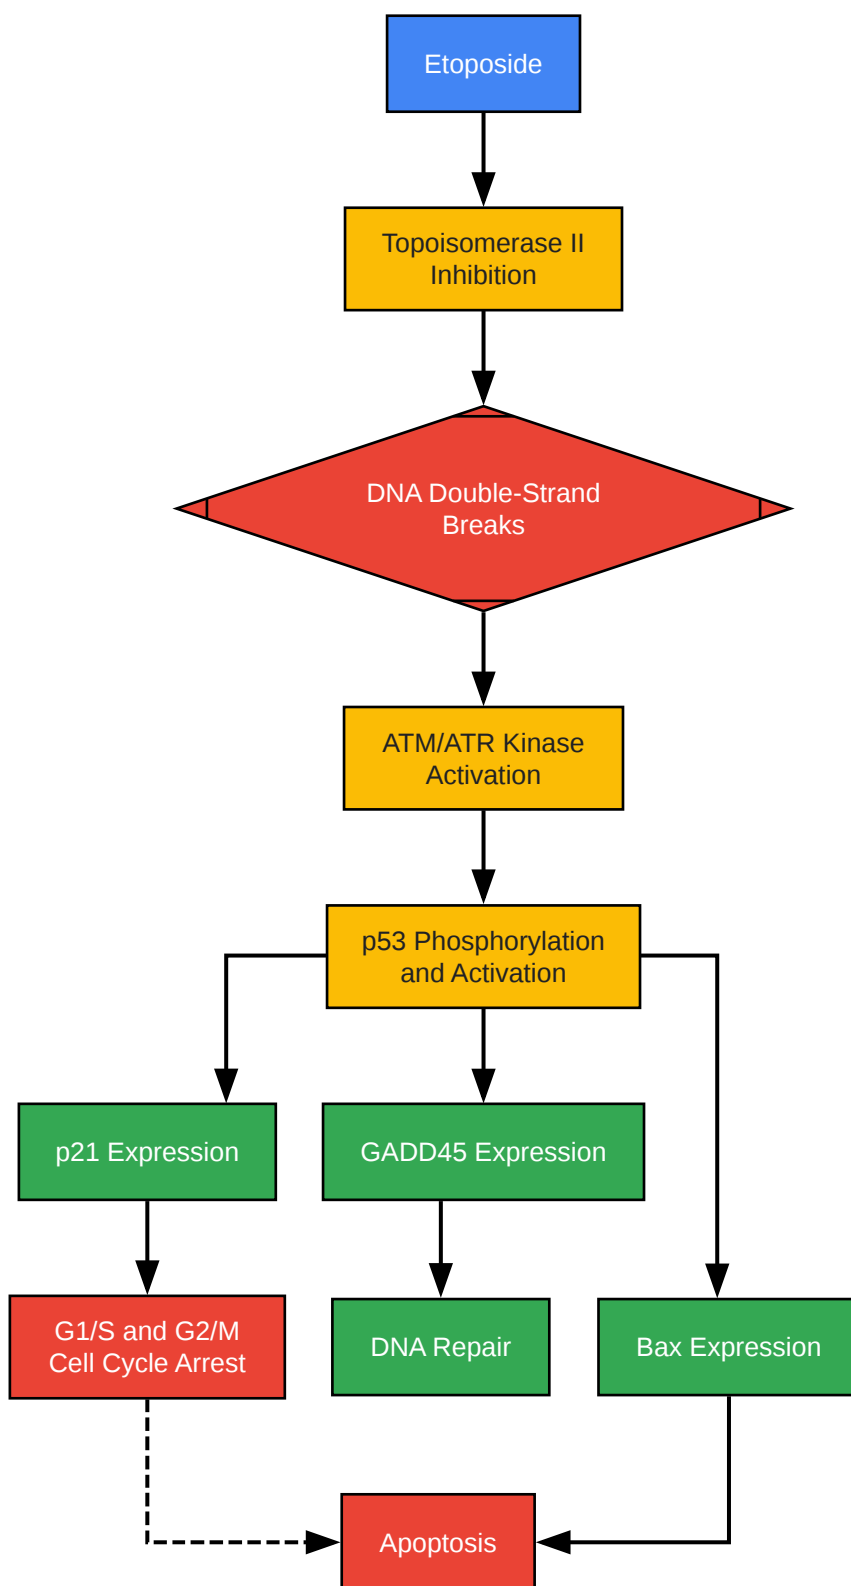 Etoposide
Topoisomerase II
Inhibition
DNA Double-Strand
Breaks
ATM/ATR Kinase
Activation
p53 Phosphorylation
and Activation
p21 Expression
GADD45 Expression
G1/S and G2/M
Cell Cycle Arrest
DNA Repair
Bax Expression
Apoptosis